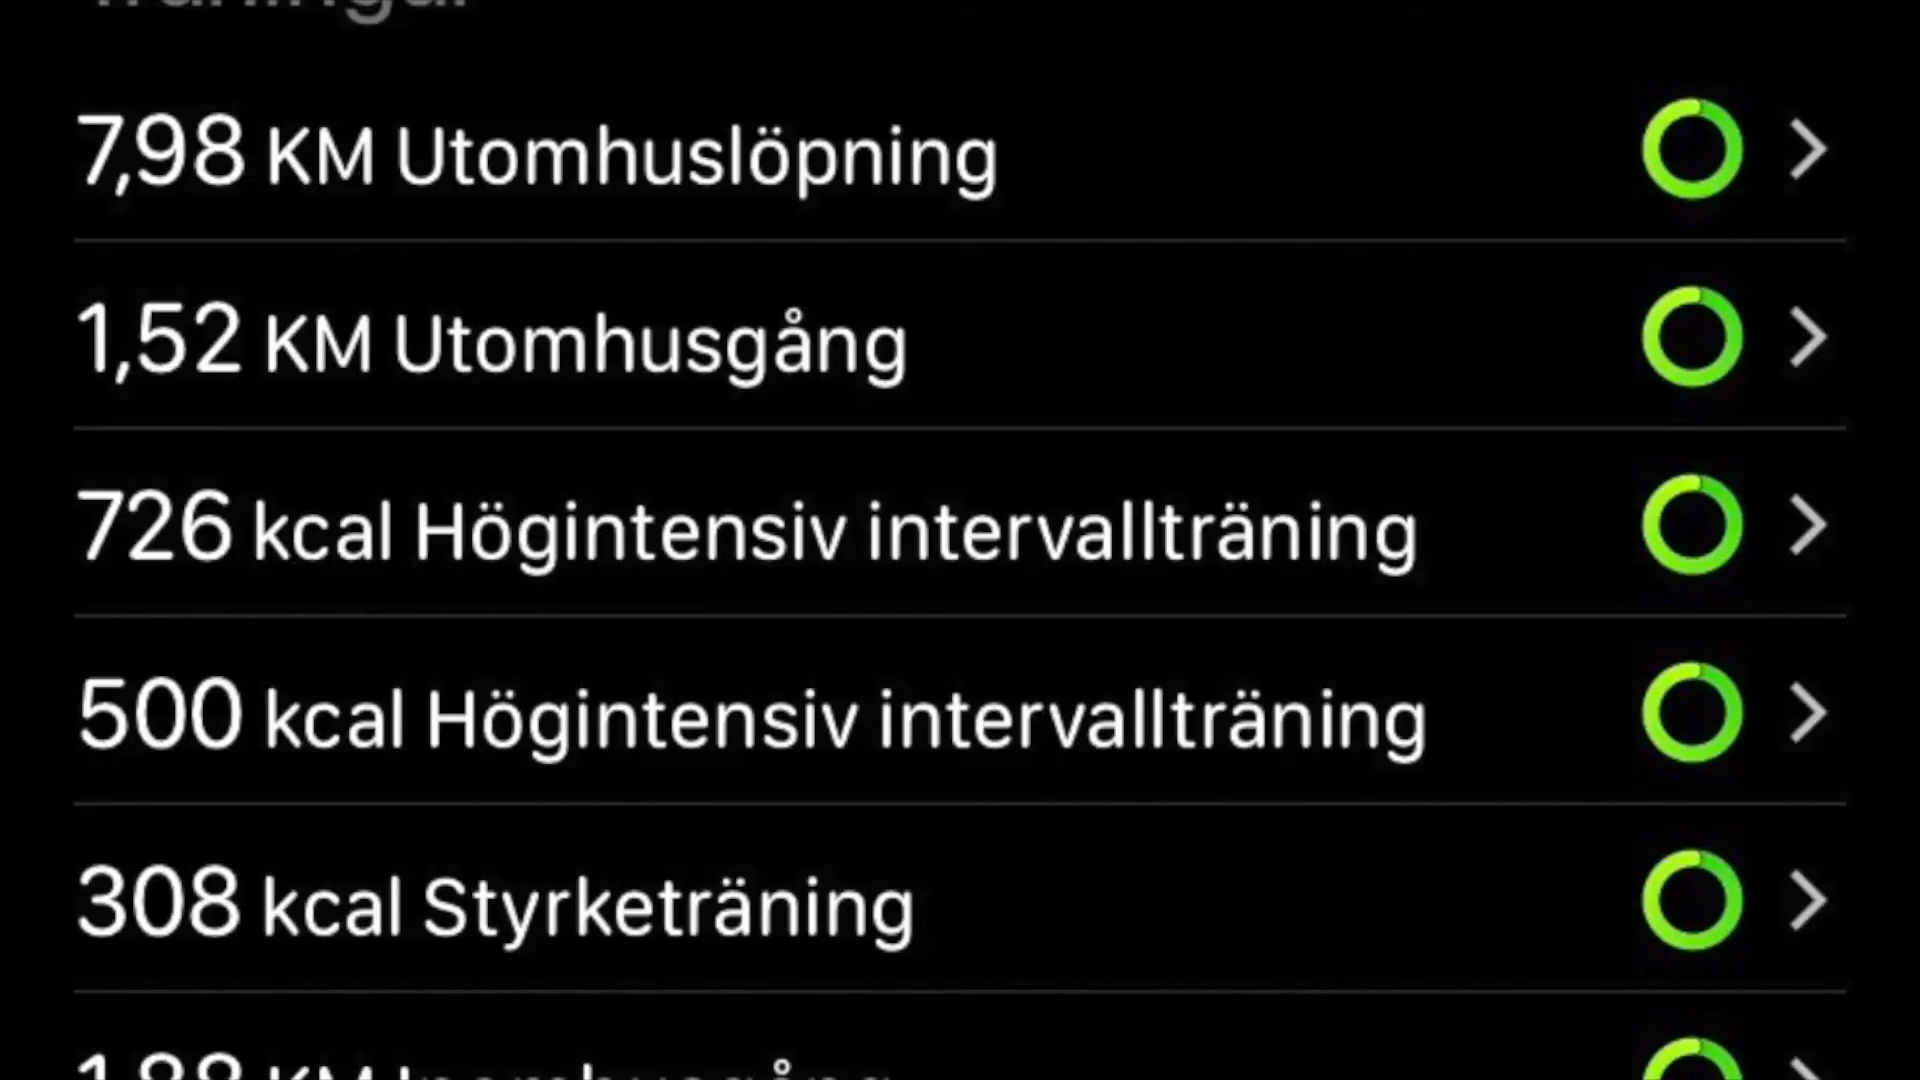 7,98 KM Utomhuslöpning
1,52 KM Utomhusgång
726 kcal Högintensiv intervallträning
500 kcal Högintensiv intervallträning
308 kcal Styrketräning
KM